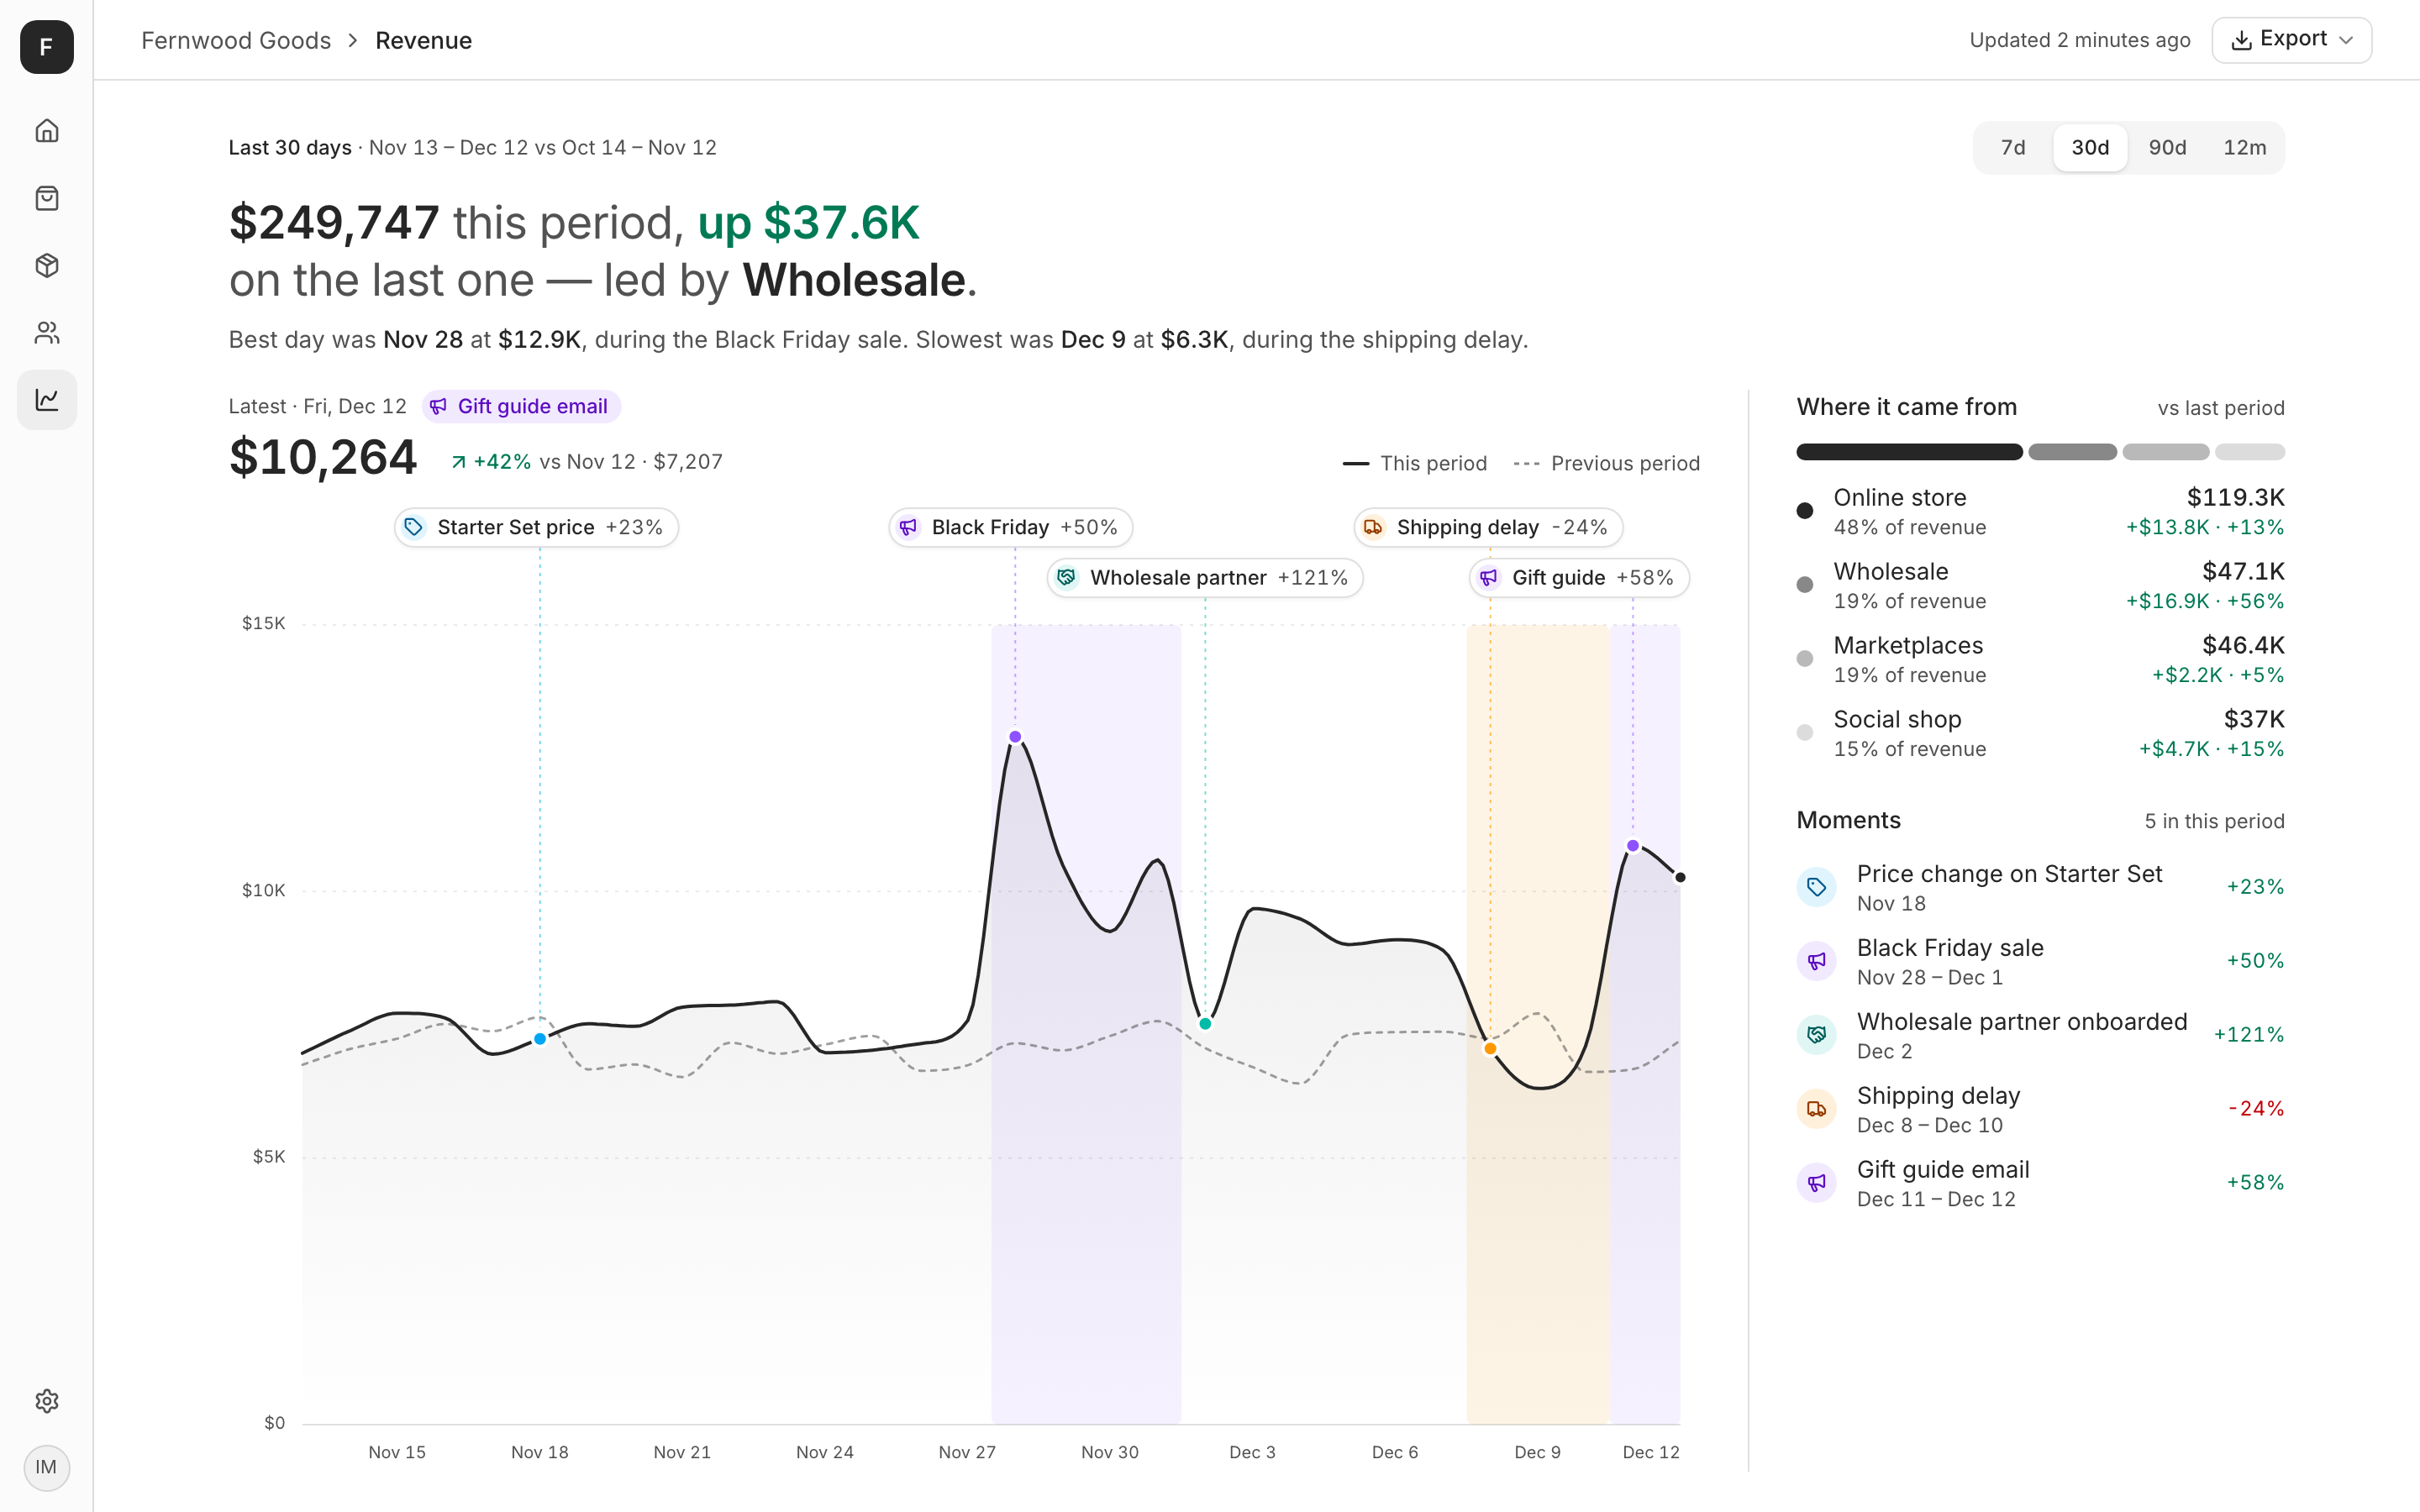 F
Fernwood Goods > Revenue
Updated 2 minutes ago
Export
Last 30 days · Nov 13 – Dec 12 vs Oct 14 – Nov 12
7d 30d 90d 12m
$249,747 this period, up $37.6K
on the last one — led by Wholesale.
Best day was Nov 28 at $12.9K, during the Black Friday sale. Slowest was Dec 9 at $6.3K, during the shipping delay.
Latest · Fri, Dec 12 Gift guide email
$10,264 +42% vs Nov 12 · $7,207
This period Previous period
Starter Set price +23%
Black Friday +50%
Shipping delay -24%
Wholesale partner +121%
Gift guide +58%
$15K
$10K
$5K
$0
Nov 15 Nov 18 Nov 21 Nov 24 Nov 27 Nov 30 Dec 3 Dec 6 Dec 9 Dec 12
Where it came from vs last period
Online store $119.3K
48% of revenue +$13.8K · +13%
Wholesale $47.1K
19% of revenue +$16.9K · +56%
Marketplaces $46.4K
19% of revenue +$2.2K · +5%
Social shop $37K
15% of revenue +$4.7K · +15%
Moments 5 in this period
Price change on Starter Set
Nov 18
+23%
Black Friday sale
Nov 28 – Dec 1
+50%
Wholesale partner onboarded
Dec 2
+121%
Shipping delay
Dec 8 – Dec 10
-24%
Gift guide email
Dec 11 – Dec 12
+58%
IM